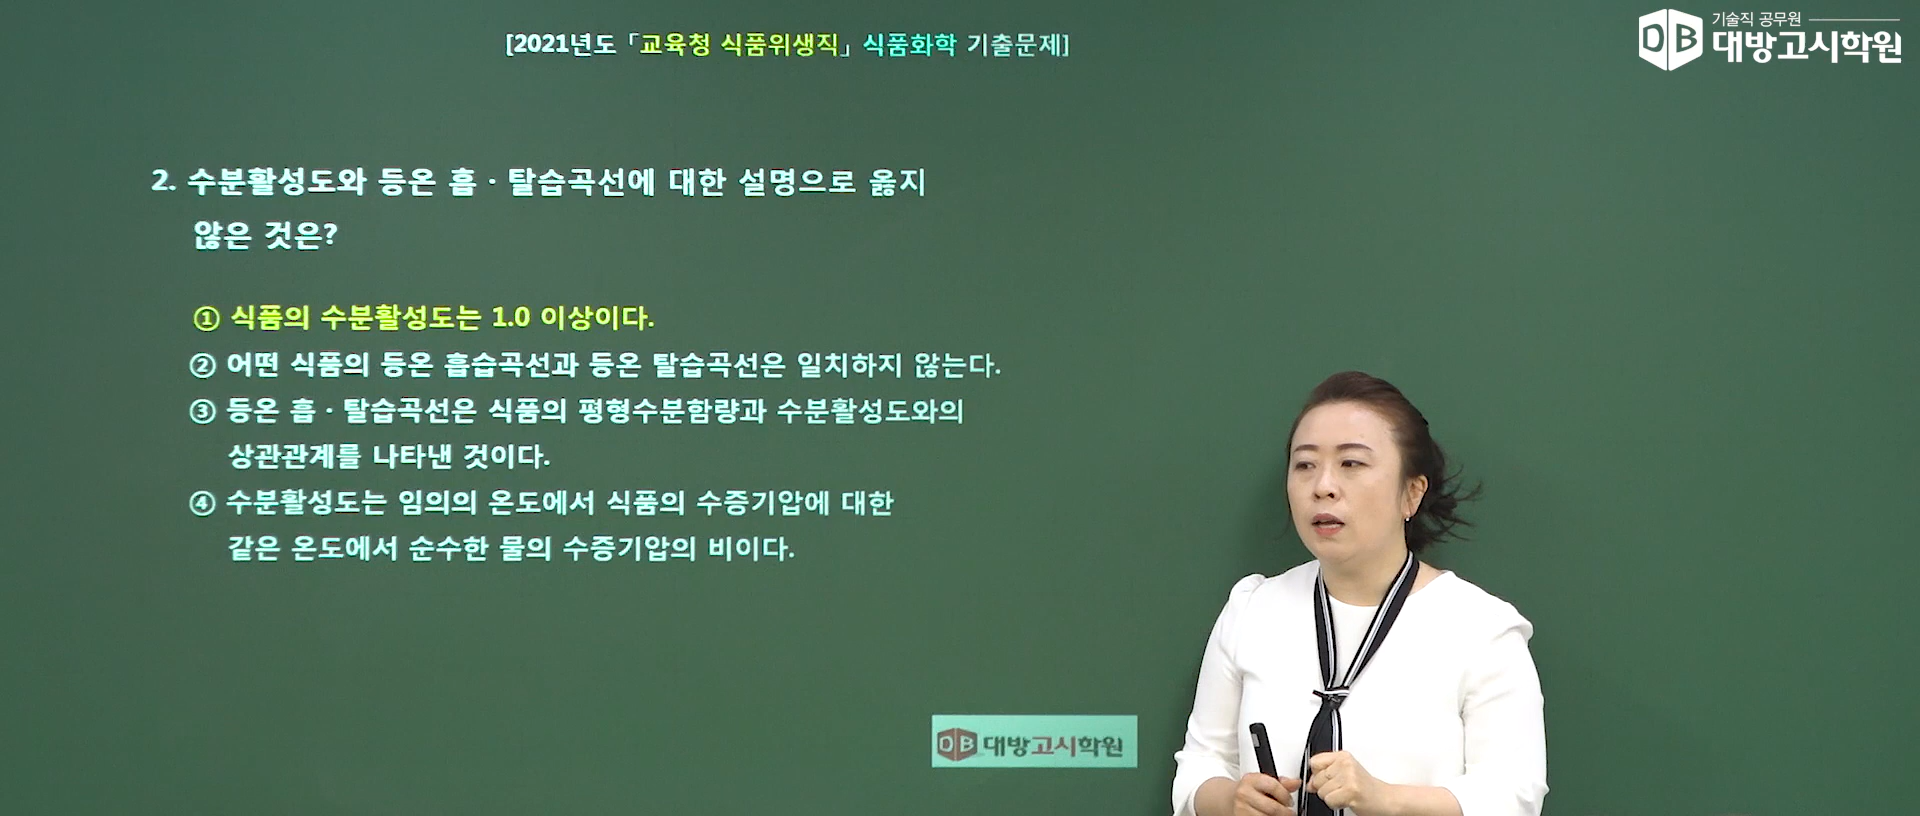 기술직 공무원
DB 대방고시학원
[2021년도 「교육청 식품위생직」 식품화학 기출문제]
2. 수분활성도와 등온 흡 · 탈습곡선에 대한 설명으로 옳지
않은 것은?
① 식품의 수분활성도는 1.0 이상이다.
② 어떤 식품의 등온 흡습곡선과 등온 탈습곡선은 일치하지 않는다.
③ 등온 흡 · 탈습곡선은 식품의 평형수분함량과 수분활성도와의
상관관계를 나타낸 것이다.
④ 수분활성도는 임의의 온도에서 식품의 수증기압에 대한
같은 온도에서 순수한 물의 수증기압의 비이다.
DB 대방고시학원